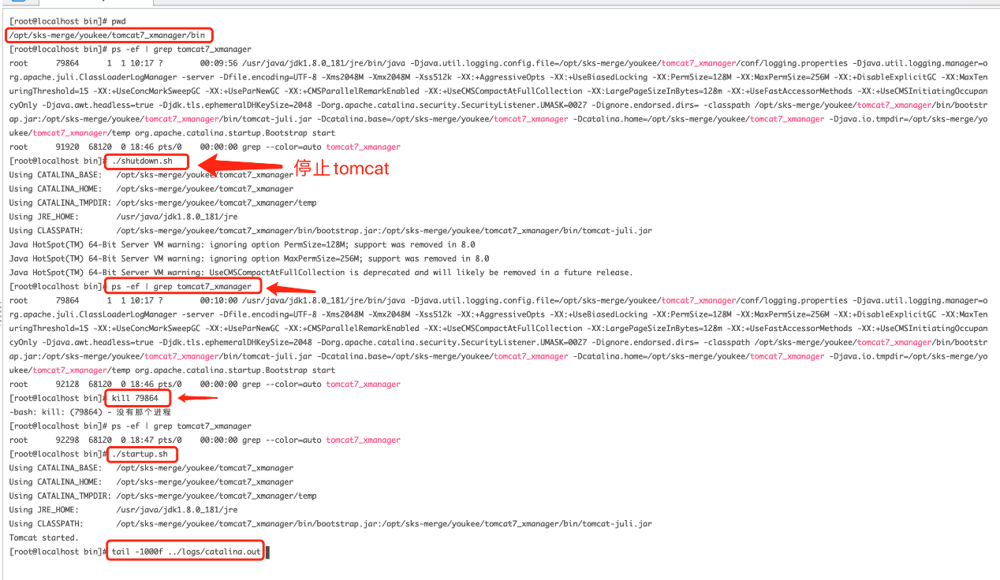 [root@localhost bin]# pwd
/opt/sks-merge/youkee/tomcat7_xmanager/bin
[root@localhost bin]# ps -ef | grep tomcat7_xmanager
root      79864      1  1 10:17 ?        00:09:56 /usr/java/jdk1.8.0_181/jre/bin/java -Djava.util.logging.config.file=/opt/sks-merge/youkee/tomcat7_xmanager/conf/logging.properties -Djava.util.logging.manager=o
rg.apache.juli.ClassLoaderLogManager -server -Dfile.encoding=UTF-8 -Xms2048M -Xmx2048M -Xss512k -XX:+AggressiveOpts -XX:+UseBiasedLocking -XX:PermSize=128M -XX:MaxPermSize=256M -XX:+DisableExplicitGC -XX:MaxTen
uringThreshold=15 -XX:+UseConcMarkSweepGC -XX:+UseParNewGC -XX:+CMSParallelRemarkEnabled -XX:+UseCMSCompactAtFullCollection -XX:LargePageSizeInBytes=128m -XX:+UseFastAccessorMethods -XX:+UseCMSInitiatingOccupan
cyOnly -Djava.awt.headless=true -Djdk.tls.ephemeralDHKeySize=2048 -Dorg.apache.catalina.security.SecurityListener.UMASK=0027 -Dignore.endorsed.dirs= -classpath /opt/sks-merge/youkee/tomcat7_xmanager/bin/bootstr
ap.jar:/opt/sks-merge/youkee/tomcat7_xmanager/bin/tomcat-juli.jar -Dcatalina.base=/opt/sks-merge/youkee/tomcat7_xmanager -Dcatalina.home=/opt/sks-merge/youkee/tomcat7_xmanager -Djava.io.tmpdir=/opt/sks-merge/yo
ukee/tomcat7_xmanager/temp org.apache.catalina.startup.Bootstrap start
root      91920  68120  0 18:46 pts/0    00:00:00 grep --color=auto tomcat7_xmanager
[root@localhost bin]# ./shutdown.sh
停止tomcat
Using CATALINA_BASE:   /opt/sks-merge/youkee/tomcat7_xmanager
Using CATALINA_HOME:   /opt/sks-merge/youkee/tomcat7_xmanager
Using CATALINA_TMPDIR: /opt/sks-merge/youkee/tomcat7_xmanager/temp
Using JRE_HOME:        /usr/java/jdk1.8.0_181/jre
Using CLASSPATH:       /opt/sks-merge/youkee/tomcat7_xmanager/bin/bootstrap.jar:/opt/sks-merge/youkee/tomcat7_xmanager/bin/tomcat-juli.jar
Java HotSpot(TM) 64-Bit Server VM warning: ignoring option PermSize=128M; support was removed in 8.0
Java HotSpot(TM) 64-Bit Server VM warning: ignoring option MaxPermSize=256M; support was removed in 8.0
Java HotSpot(TM) 64-Bit Server VM warning: UseCMSCompactAtFullCollection is deprecated and will likely be removed in a future release.
[root@localhost bin]# ps -ef | grep tomcat7_xmanager
root      79864      1  1 10:17 ?        00:10:00 /usr/java/jdk1.8.0_181/jre/bin/java -Djava.util.logging.config.file=/opt/sks-merge/youkee/tomcat7_xmanager/conf/logging.properties -Djava.util.logging.manager=o
rg.apache.juli.ClassLoaderLogManager -server -Dfile.encoding=UTF-8 -Xms2048M -Xmx2048M -Xss512k -XX:+AggressiveOpts -XX:+UseBiasedLocking -XX:PermSize=128M -XX:MaxPermSize=256M -XX:+DisableExplicitGC -XX:MaxTen
uringThreshold=15 -XX:+UseConcMarkSweepGC -XX:+UseParNewGC -XX:+CMSParallelRemarkEnabled -XX:+UseCMSCompactAtFullCollection -XX:LargePageSizeInBytes=128m -XX:+UseFastAccessorMethods -XX:+UseCMSInitiatingOccupan
cyOnly -Djava.awt.headless=true -Djdk.tls.ephemeralDHKeySize=2048 -Dorg.apache.catalina.security.SecurityListener.UMASK=0027 -Dignore.endorsed.dirs= -classpath /opt/sks-merge/youkee/tomcat7_xmanager/bin/bootstr
ap.jar:/opt/sks-merge/youkee/tomcat7_xmanager/bin/tomcat-juli.jar -Dcatalina.base=/opt/sks-merge/youkee/tomcat7_xmanager -Dcatalina.home=/opt/sks-merge/youkee/tomcat7_xmanager -Djava.io.tmpdir=/opt/sks-merge/yo
ukee/tomcat7_xmanager/temp org.apache.catalina.startup.Bootstrap start
root      92128  68120  0 18:46 pts/0    00:00:00 grep --color=auto tomcat7_xmanager
[root@localhost bin]# kill 79864
-bash: kill: (79864) - 没有那个进程
[root@localhost bin]# ps -ef | grep tomcat7_xmanager
root      92298  68120  0 18:47 pts/0    00:00:00 grep --color=auto tomcat7_xmanager
[root@localhost bin]# ./startup.sh
Using CATALINA_BASE:   /opt/sks-merge/youkee/tomcat7_xmanager
Using CATALINA_HOME:   /opt/sks-merge/youkee/tomcat7_xmanager
Using CATALINA_TMPDIR: /opt/sks-merge/youkee/tomcat7_xmanager/temp
Using JRE_HOME:        /usr/java/jdk1.8.0_181/jre
Using CLASSPATH:       /opt/sks-merge/youkee/tomcat7_xmanager/bin/bootstrap.jar:/opt/sks-merge/youkee/tomcat7_xmanager/bin/tomcat-juli.jar
Tomcat started.
[root@localhost bin]# tail -1000f ../logs/catalina.out